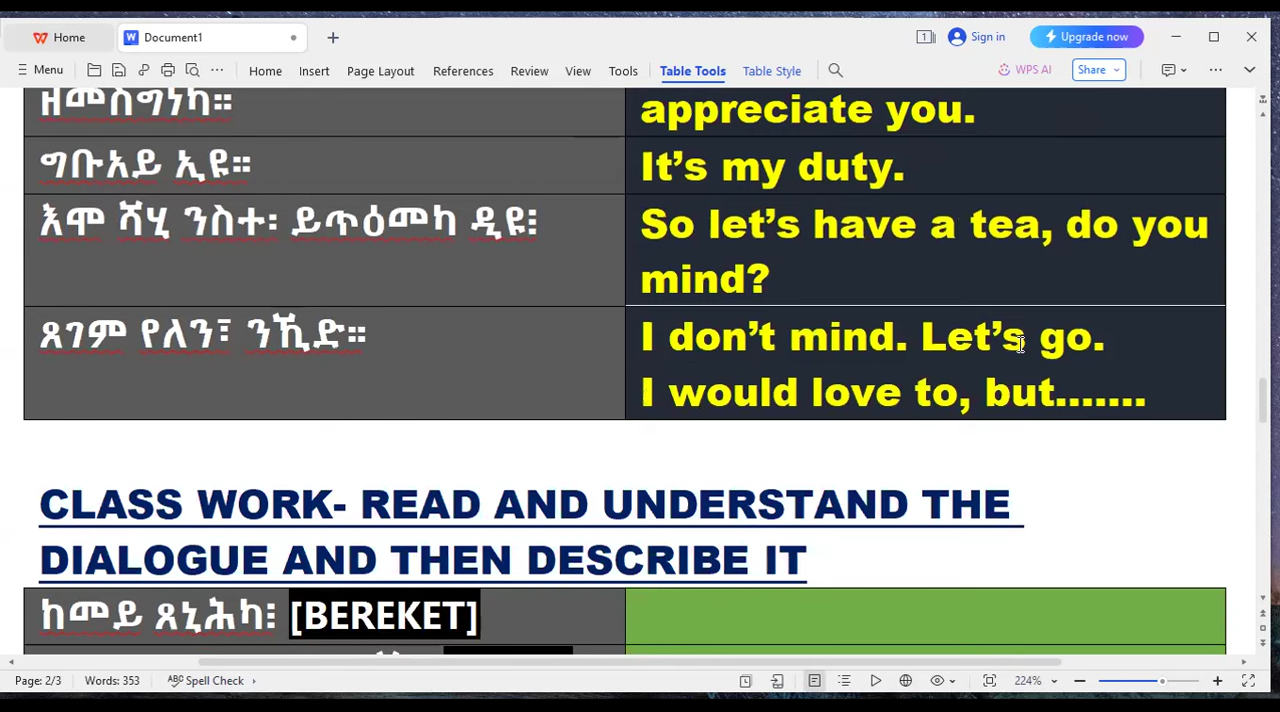 Home
Document1
Sign in
Upgrade now
Menu
Home
Insert
Page Layout
References
Review
View
Tools
Table Tools
Table Style
WPS AI
Share
ዘመስግነካ።
appreciate you.
ግቡአይ ኢዩ።
It’s my duty.
እሞ ሻሂ ንስተ፡ ይጥዕመካ ዲዩ፧
So let’s have a tea, do you
mind?
ጸገም የለን፣ ንኺድ።
I don’t mind. Let’s go.
I would love to, but.......
CLASS WORK- READ AND UNDERSTAND THE
DIALOGUE AND THEN DESCRIBE IT
ከመይ ጸኒሕካ፧ [BEREKET]
Page: 2/3
Words: 353
Spell Check
224%